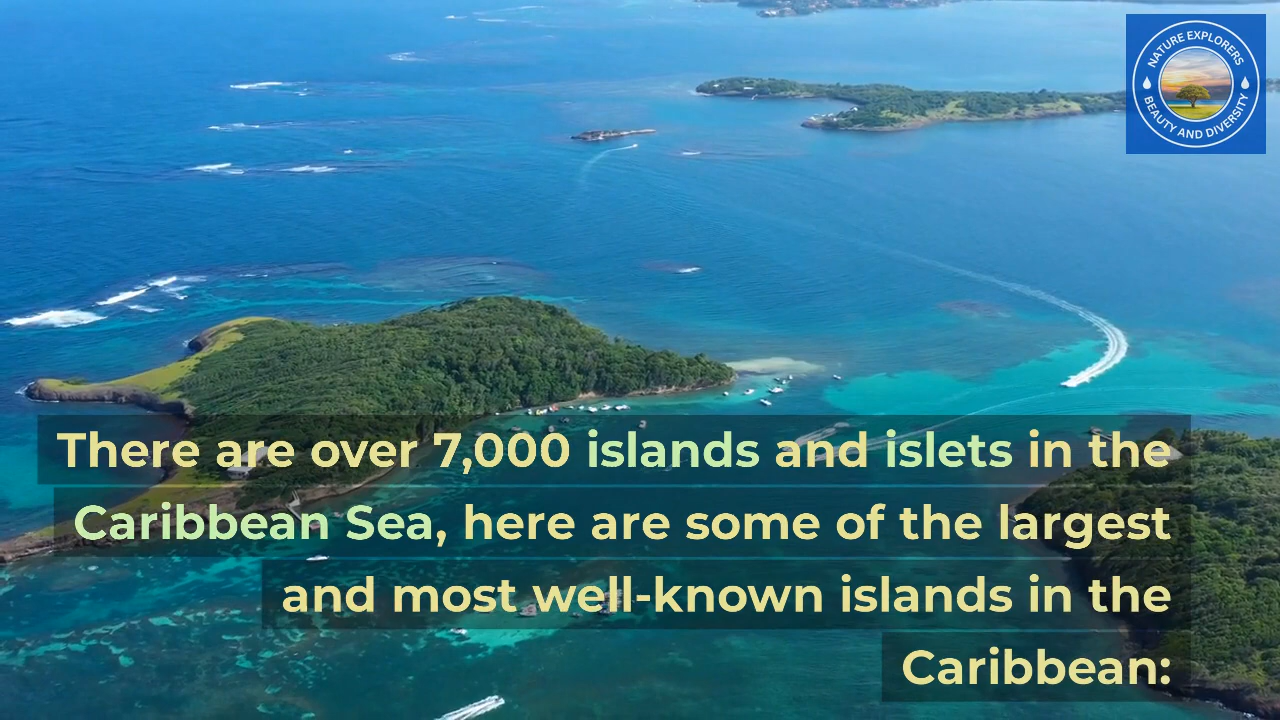 NATURE EXPLORERS
BEAUTY AND DIVERSITY
There are over 7,000 islands and islets in the
Caribbean Sea, here are some of the largest
and most well-known islands in the
Caribbean: